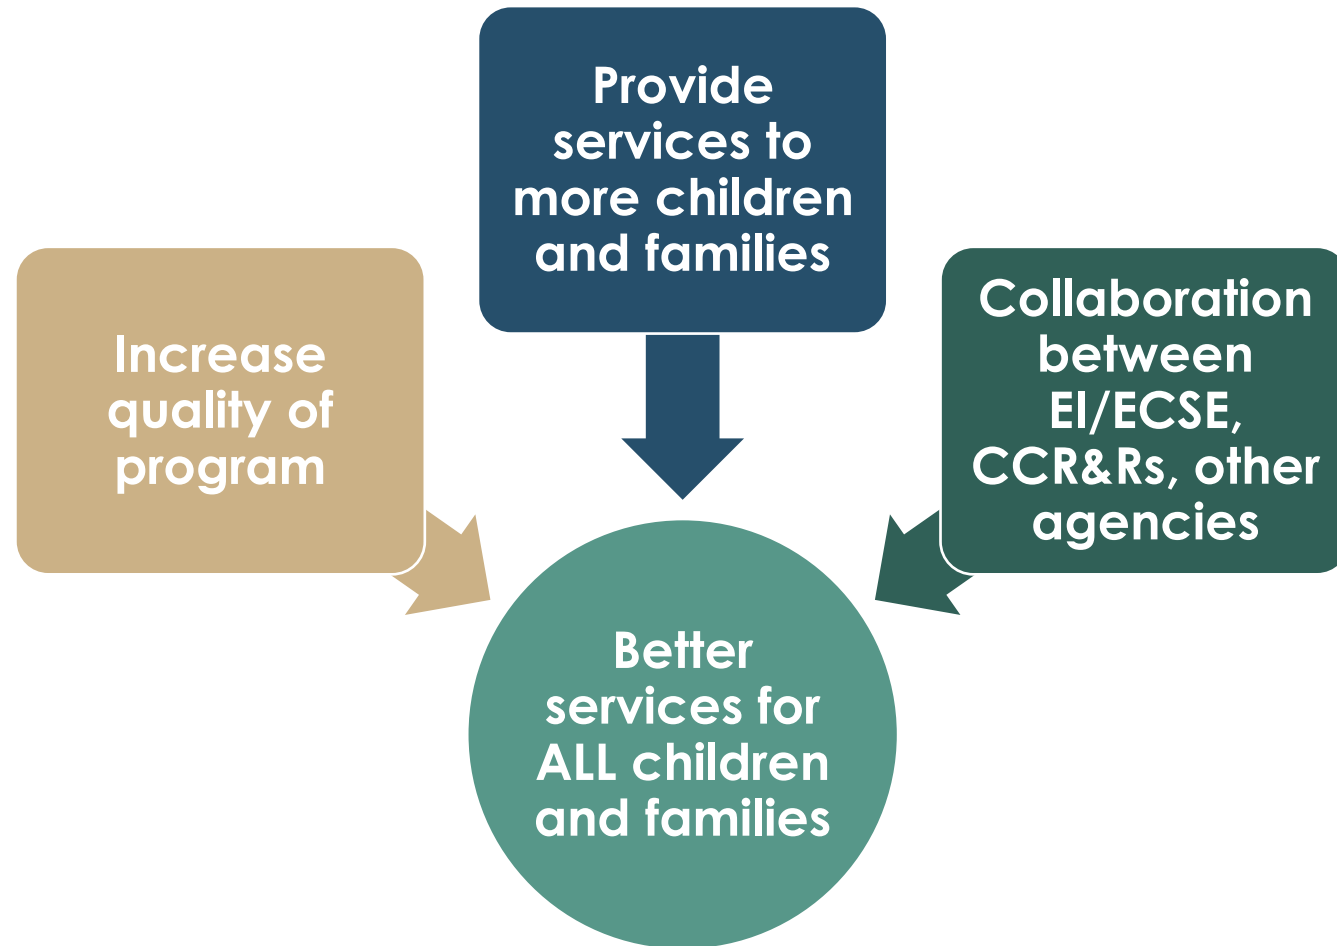 Provide
services to
more children
and families
Increase
quality of
program
Collaboration
between
EI/ECSE,
CCR&Rs, other
agencies
Better
services for
ALL children
and families